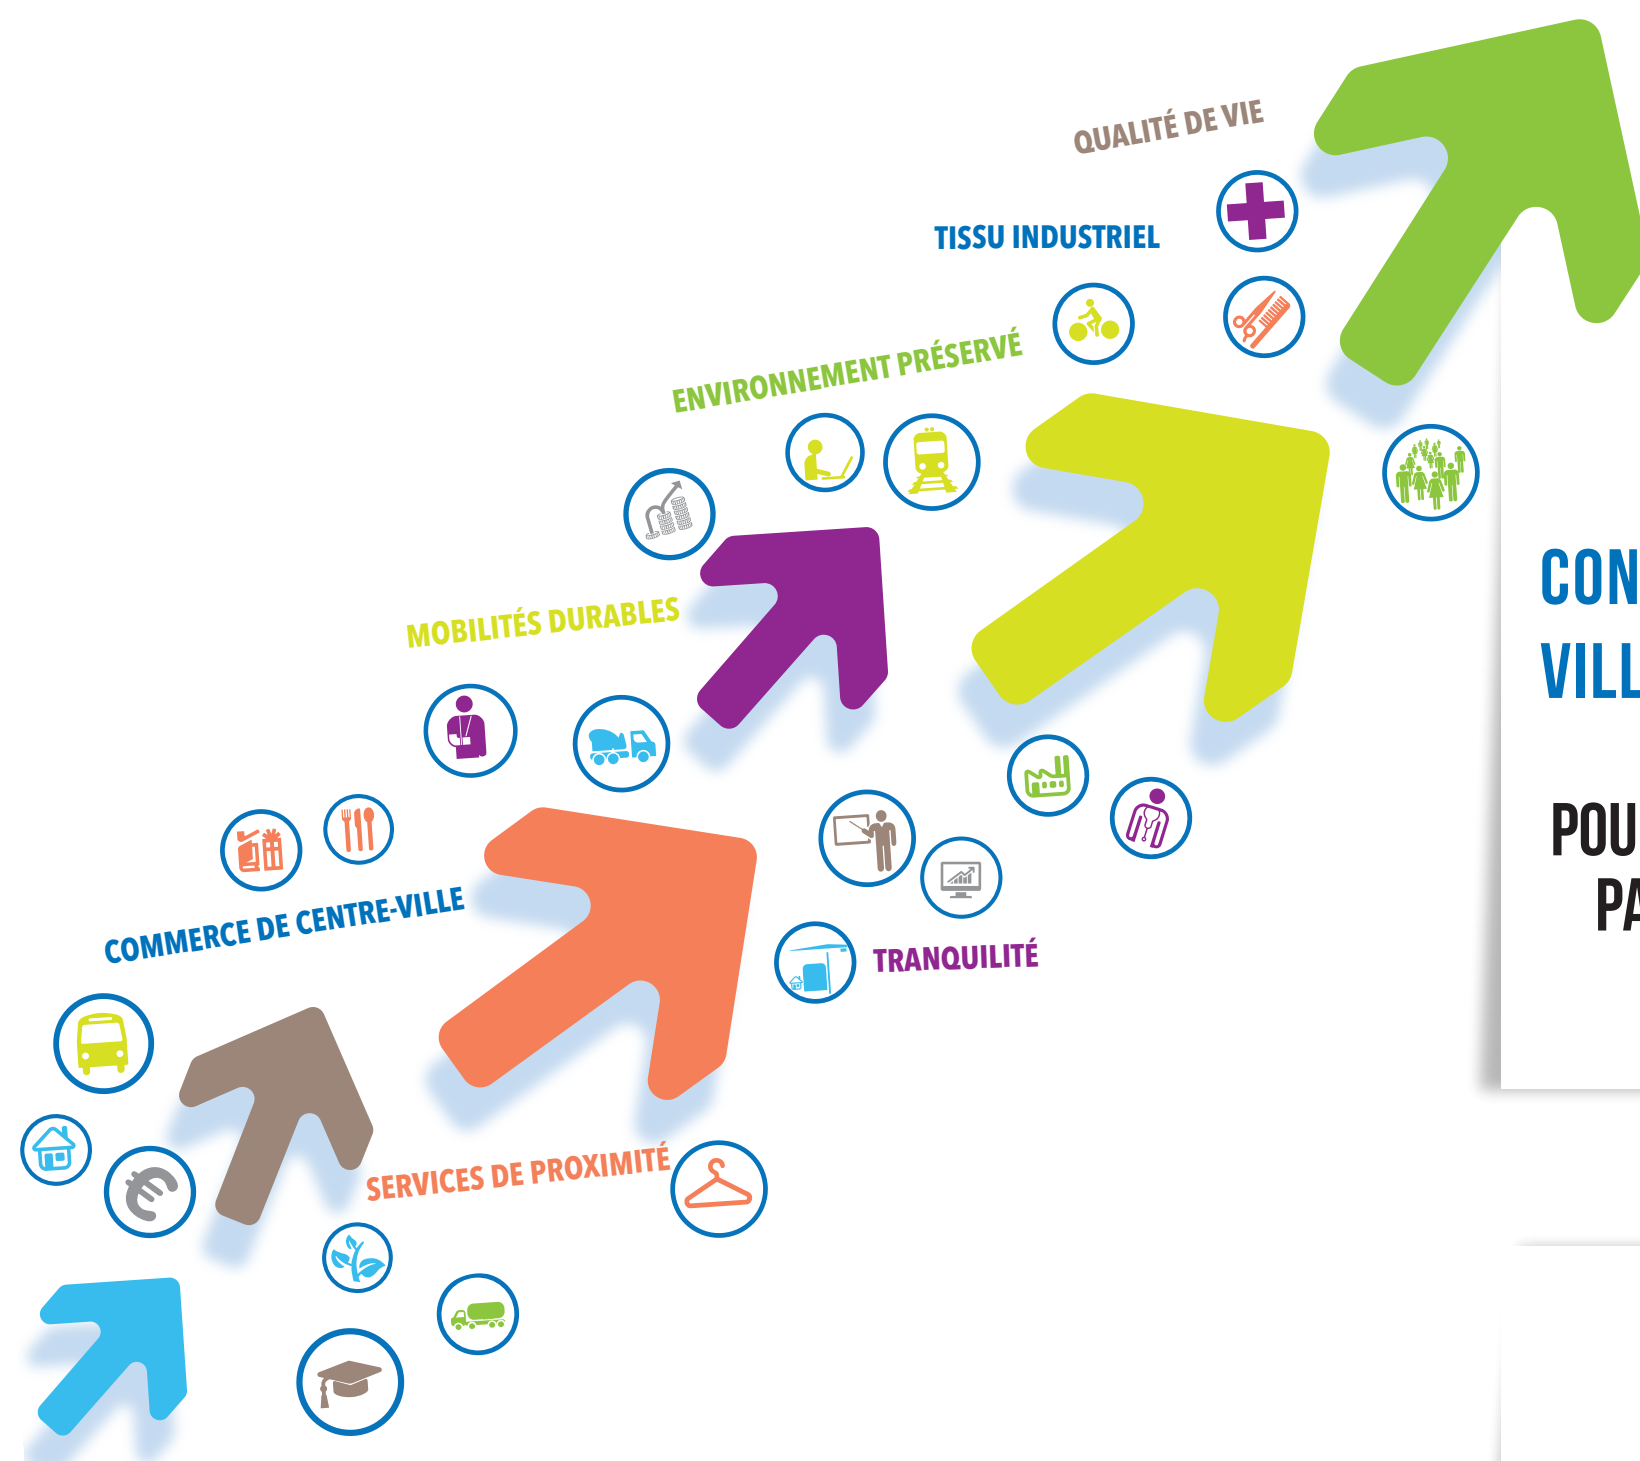 QUALITÉ DE VIE
TISSU INDUSTRIEL
ENVIRONNEMENT PRÉSERVÉ
MOBILITÉS DURABLES
COMMERCE DE CENTRE-VILLE
TRANQUILITÉ
SERVICES DE PROXIMITÉ
CON
VILL
POU
PA